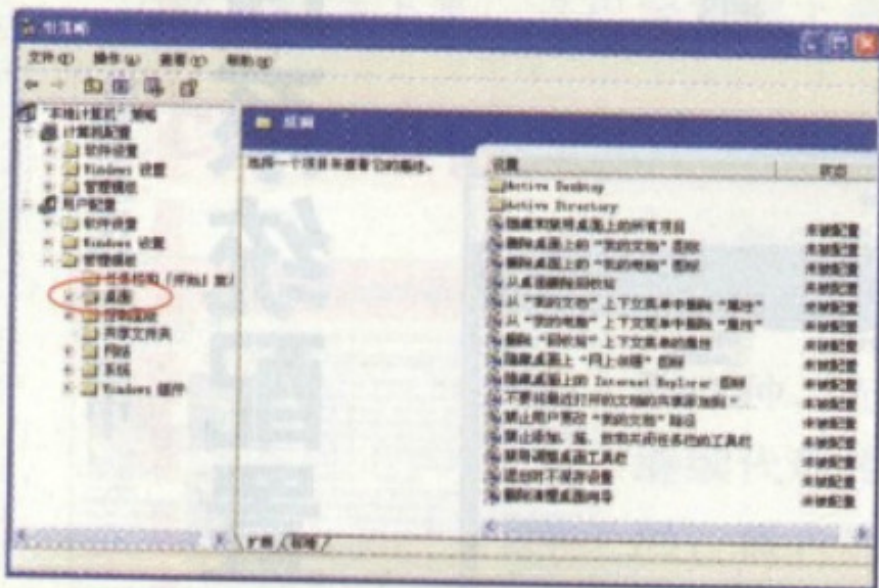 组策略
文件(F) 操作(A) 查看(V) 帮助(H)
“本地计算机”策略
计算机配置
软件设置
Windows 设置
管理模板
用户配置
软件设置
Windows 设置
管理模板
任务栏和「开始」菜
桌面
控制面板
共享文件夹
网络
系统
Windows 组件
桌面
选择一个项目来查看它的描述。
设置 状态
Active Desktop
Active Directory
隐藏和禁用桌面上的所有项目 未被配置
删除桌面上的“我的文档”图标 未被配置
删除桌面上的“我的电脑”图标 未被配置
从桌面删除回收站 未被配置
从“我的文档”上下文菜单中删除“属性” 未被配置
从“我的电脑”上下文菜单中删除“属性” 未被配置
删除“回收站”上下文菜单的属性 未被配置
隐藏桌面上“网上邻居”图标 未被配置
隐藏桌面上的 Internet Explorer 图标 未被配置
不要将最近打开的文档的共享添加到“ 未被配置
禁止用户更改“我的文档”路径 未被配置
禁止添加、拖、放和关闭任务栏的工具栏 未被配置
禁用调整桌面工具栏 未被配置
退出时不保存设置 未被配置
删除清理桌面向导 未被配置
扩展 标准